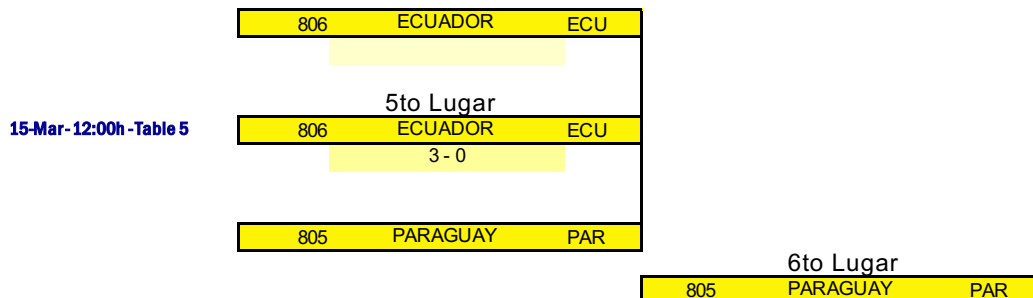 806 ECUADOR ECU
5to Lugar
15-Mar-12:00h-Table 5 806 ECUADOR ECU
3 - 0
805 PARAGUAY PAR
6to Lugar
805 PARAGUAY PAR